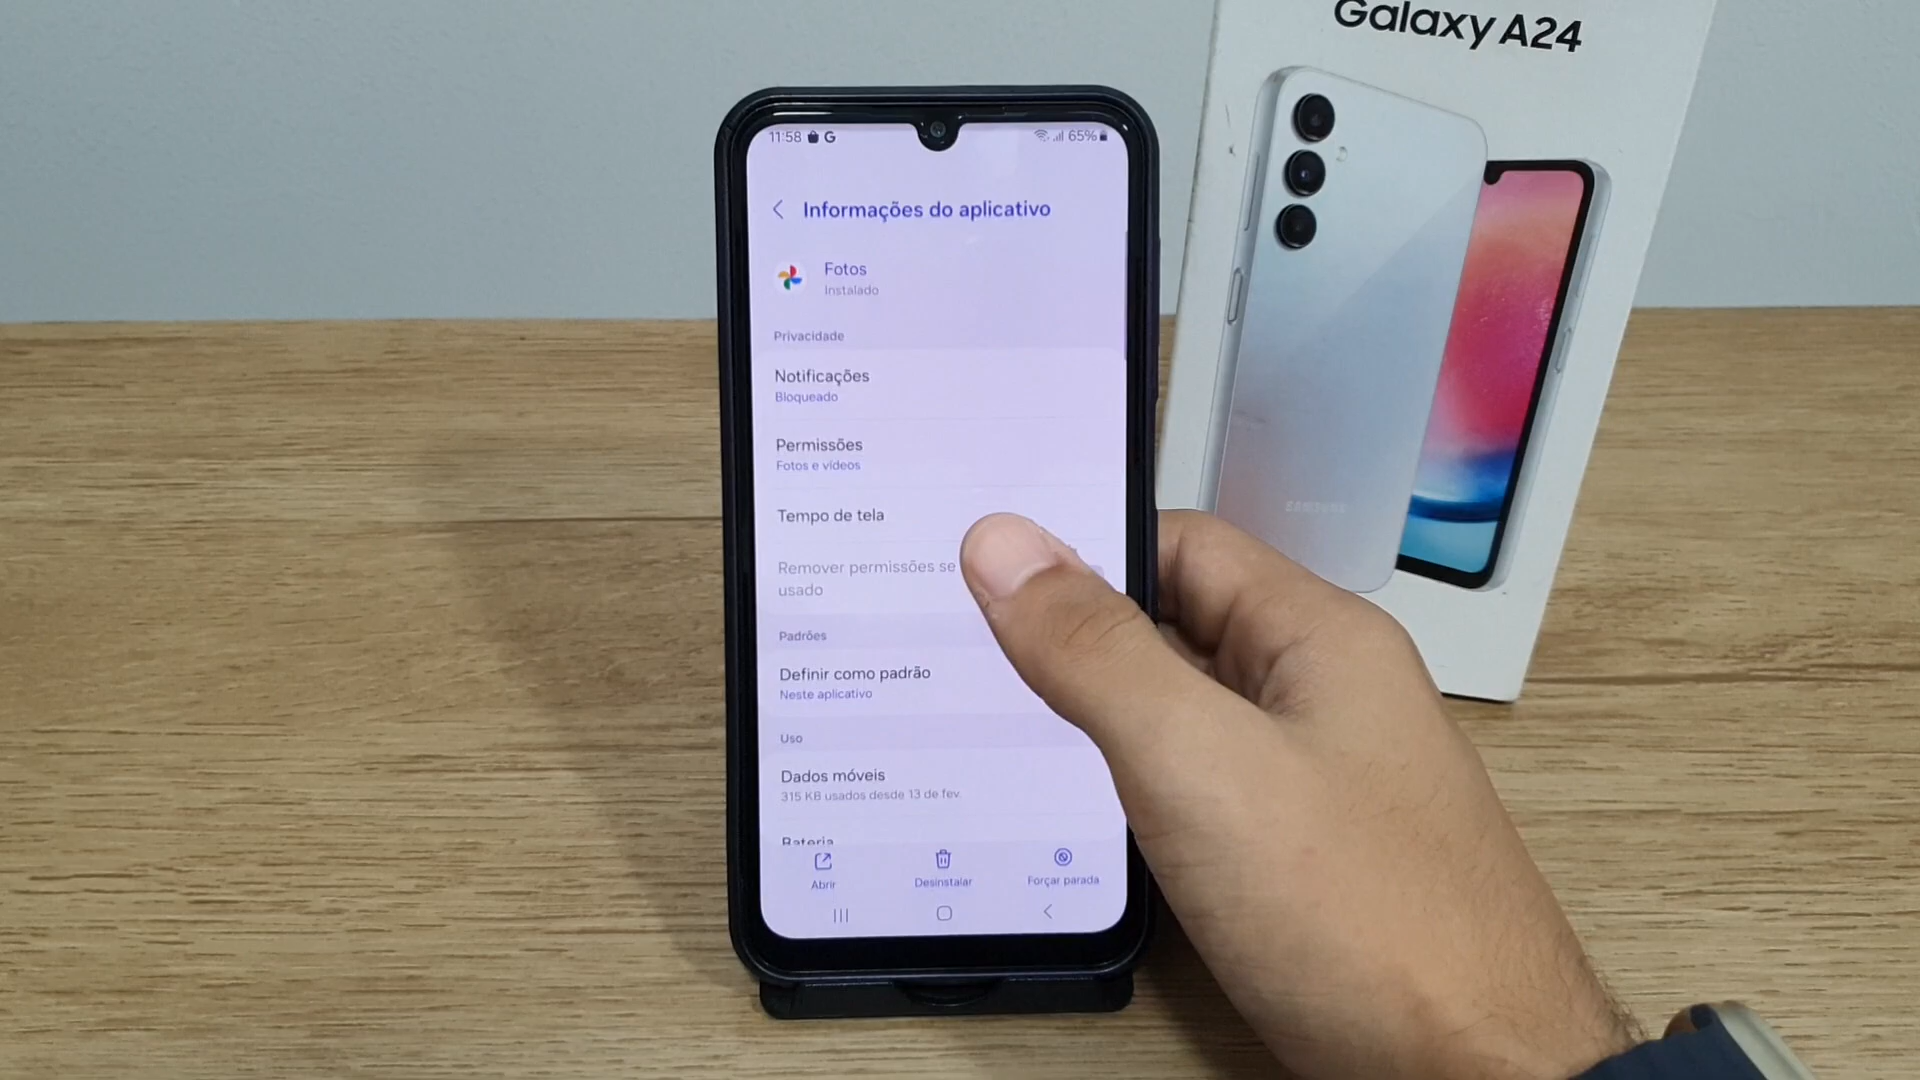 Galaxy A24
11:58 G
65%
Informações do aplicativo
Fotos
Instalado
Privacidade
Notificações
Bloqueado
Permissões
Fotos e vídeos
Tempo de tela
Remover permissões se
usado
Padrões
Definir como padrão
Neste aplicativo
Uso
Dados móveis
315 KB usados desde 13 de fev.
Bateria
Abrir
Desinstalar
Forçar parada
SAMSUNG